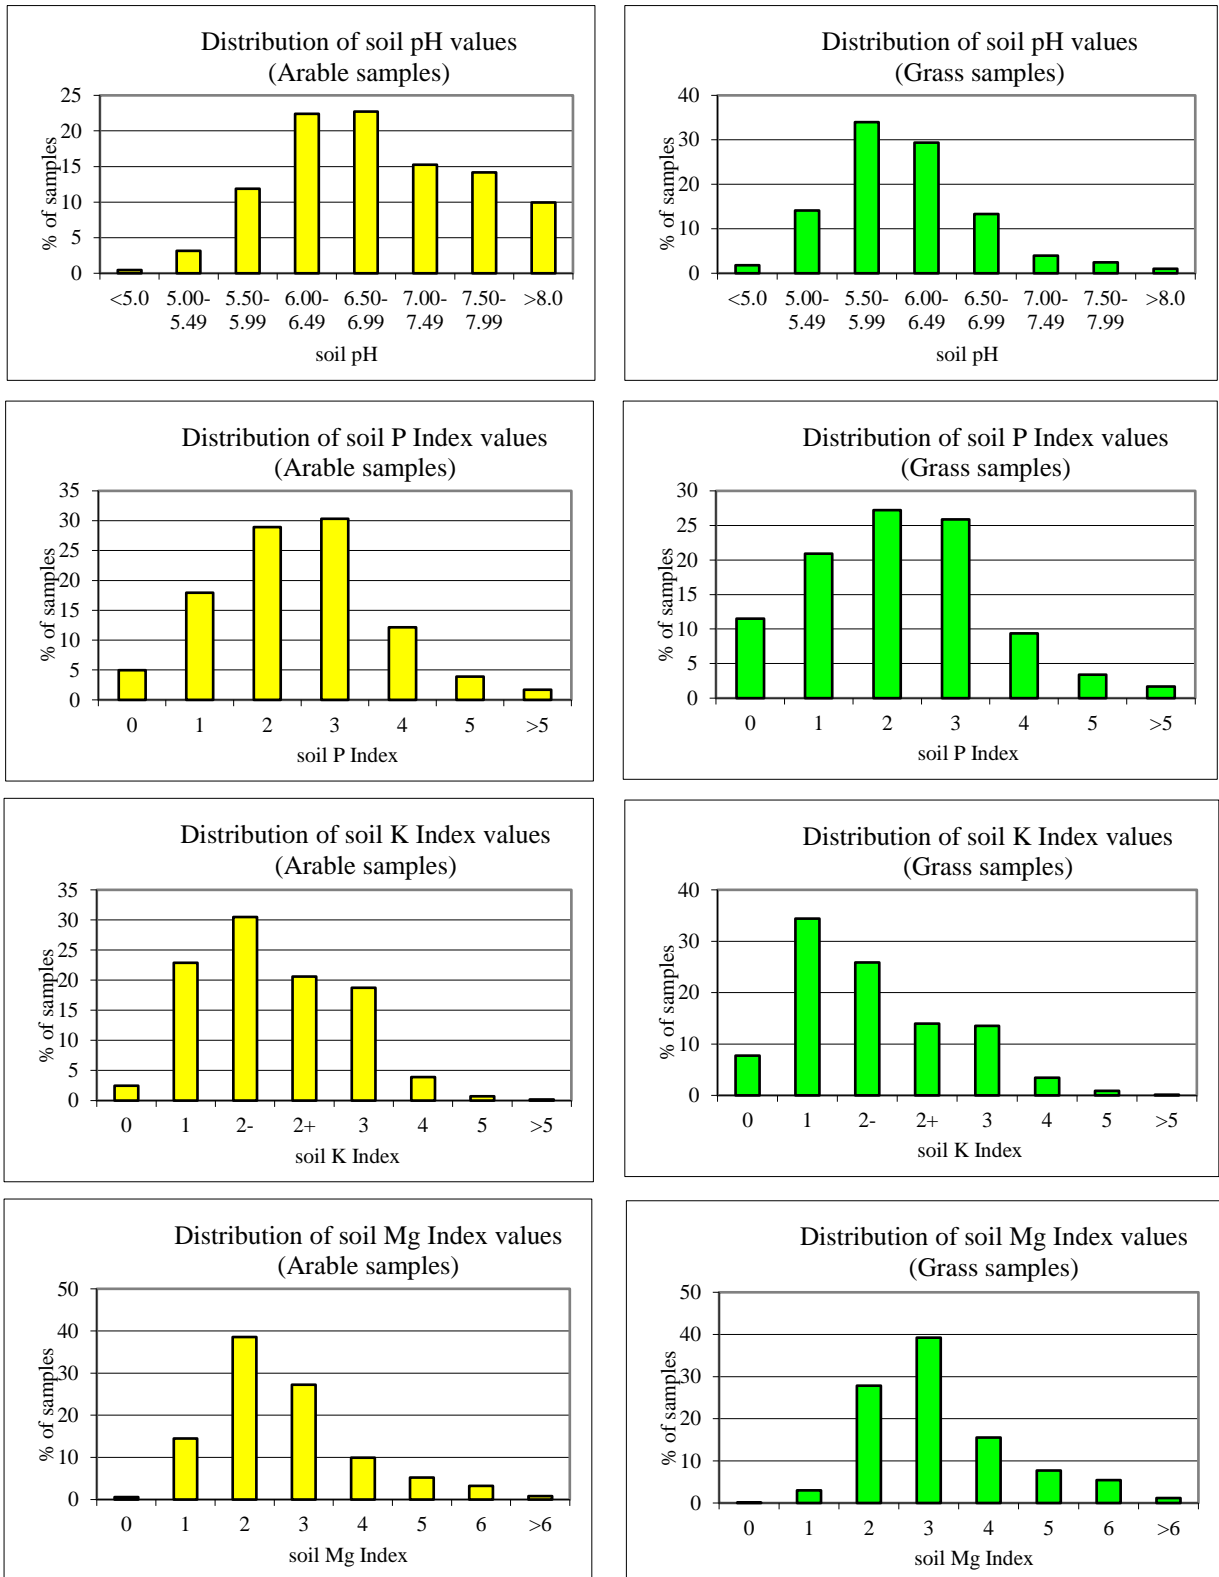 Distribution of soil pH values
(Arable samples)
% of samples
25
20
15
10
5
0
<5.0 5.00- 5.50- 6.00- 6.50- 7.00- 7.50- >8.0
5.49 5.99 6.49 6.99 7.49 7.99
soil pH
Distribution of soil pH values
(Grass samples)
% of samples
40
30
20
10
0
<5.0 5.00- 5.50- 6.00- 6.50- 7.00- 7.50- >8.0
5.49 5.99 6.49 6.99 7.49 7.99
soil pH
Distribution of soil P Index values
(Arable samples)
% of samples
35
30
25
20
15
10
5
0
0 1 2 3 4 5 >5
soil P Index
Distribution of soil P Index values
(Grass samples)
% of samples
30
25
20
15
10
5
0
0 1 2 3 4 5 >5
soil P Index
Distribution of soil K Index values
(Arable samples)
% of samples
35
30
25
20
15
10
5
0
0 1 2- 2+ 3 4 5 >5
soil K Index
Distribution of soil K Index values
(Grass samples)
% of samples
40
30
20
10
0
0 1 2- 2+ 3 4 5 >5
soil K Index
Distribution of soil Mg Index values
(Arable samples)
% of samples
50
40
30
20
10
0
0 1 2 3 4 5 6 >6
soil Mg Index
Distribution of soil Mg Index values
(Grass samples)
% of samples
50
40
30
20
10
0
0 1 2 3 4 5 6 >6
soil Mg Index